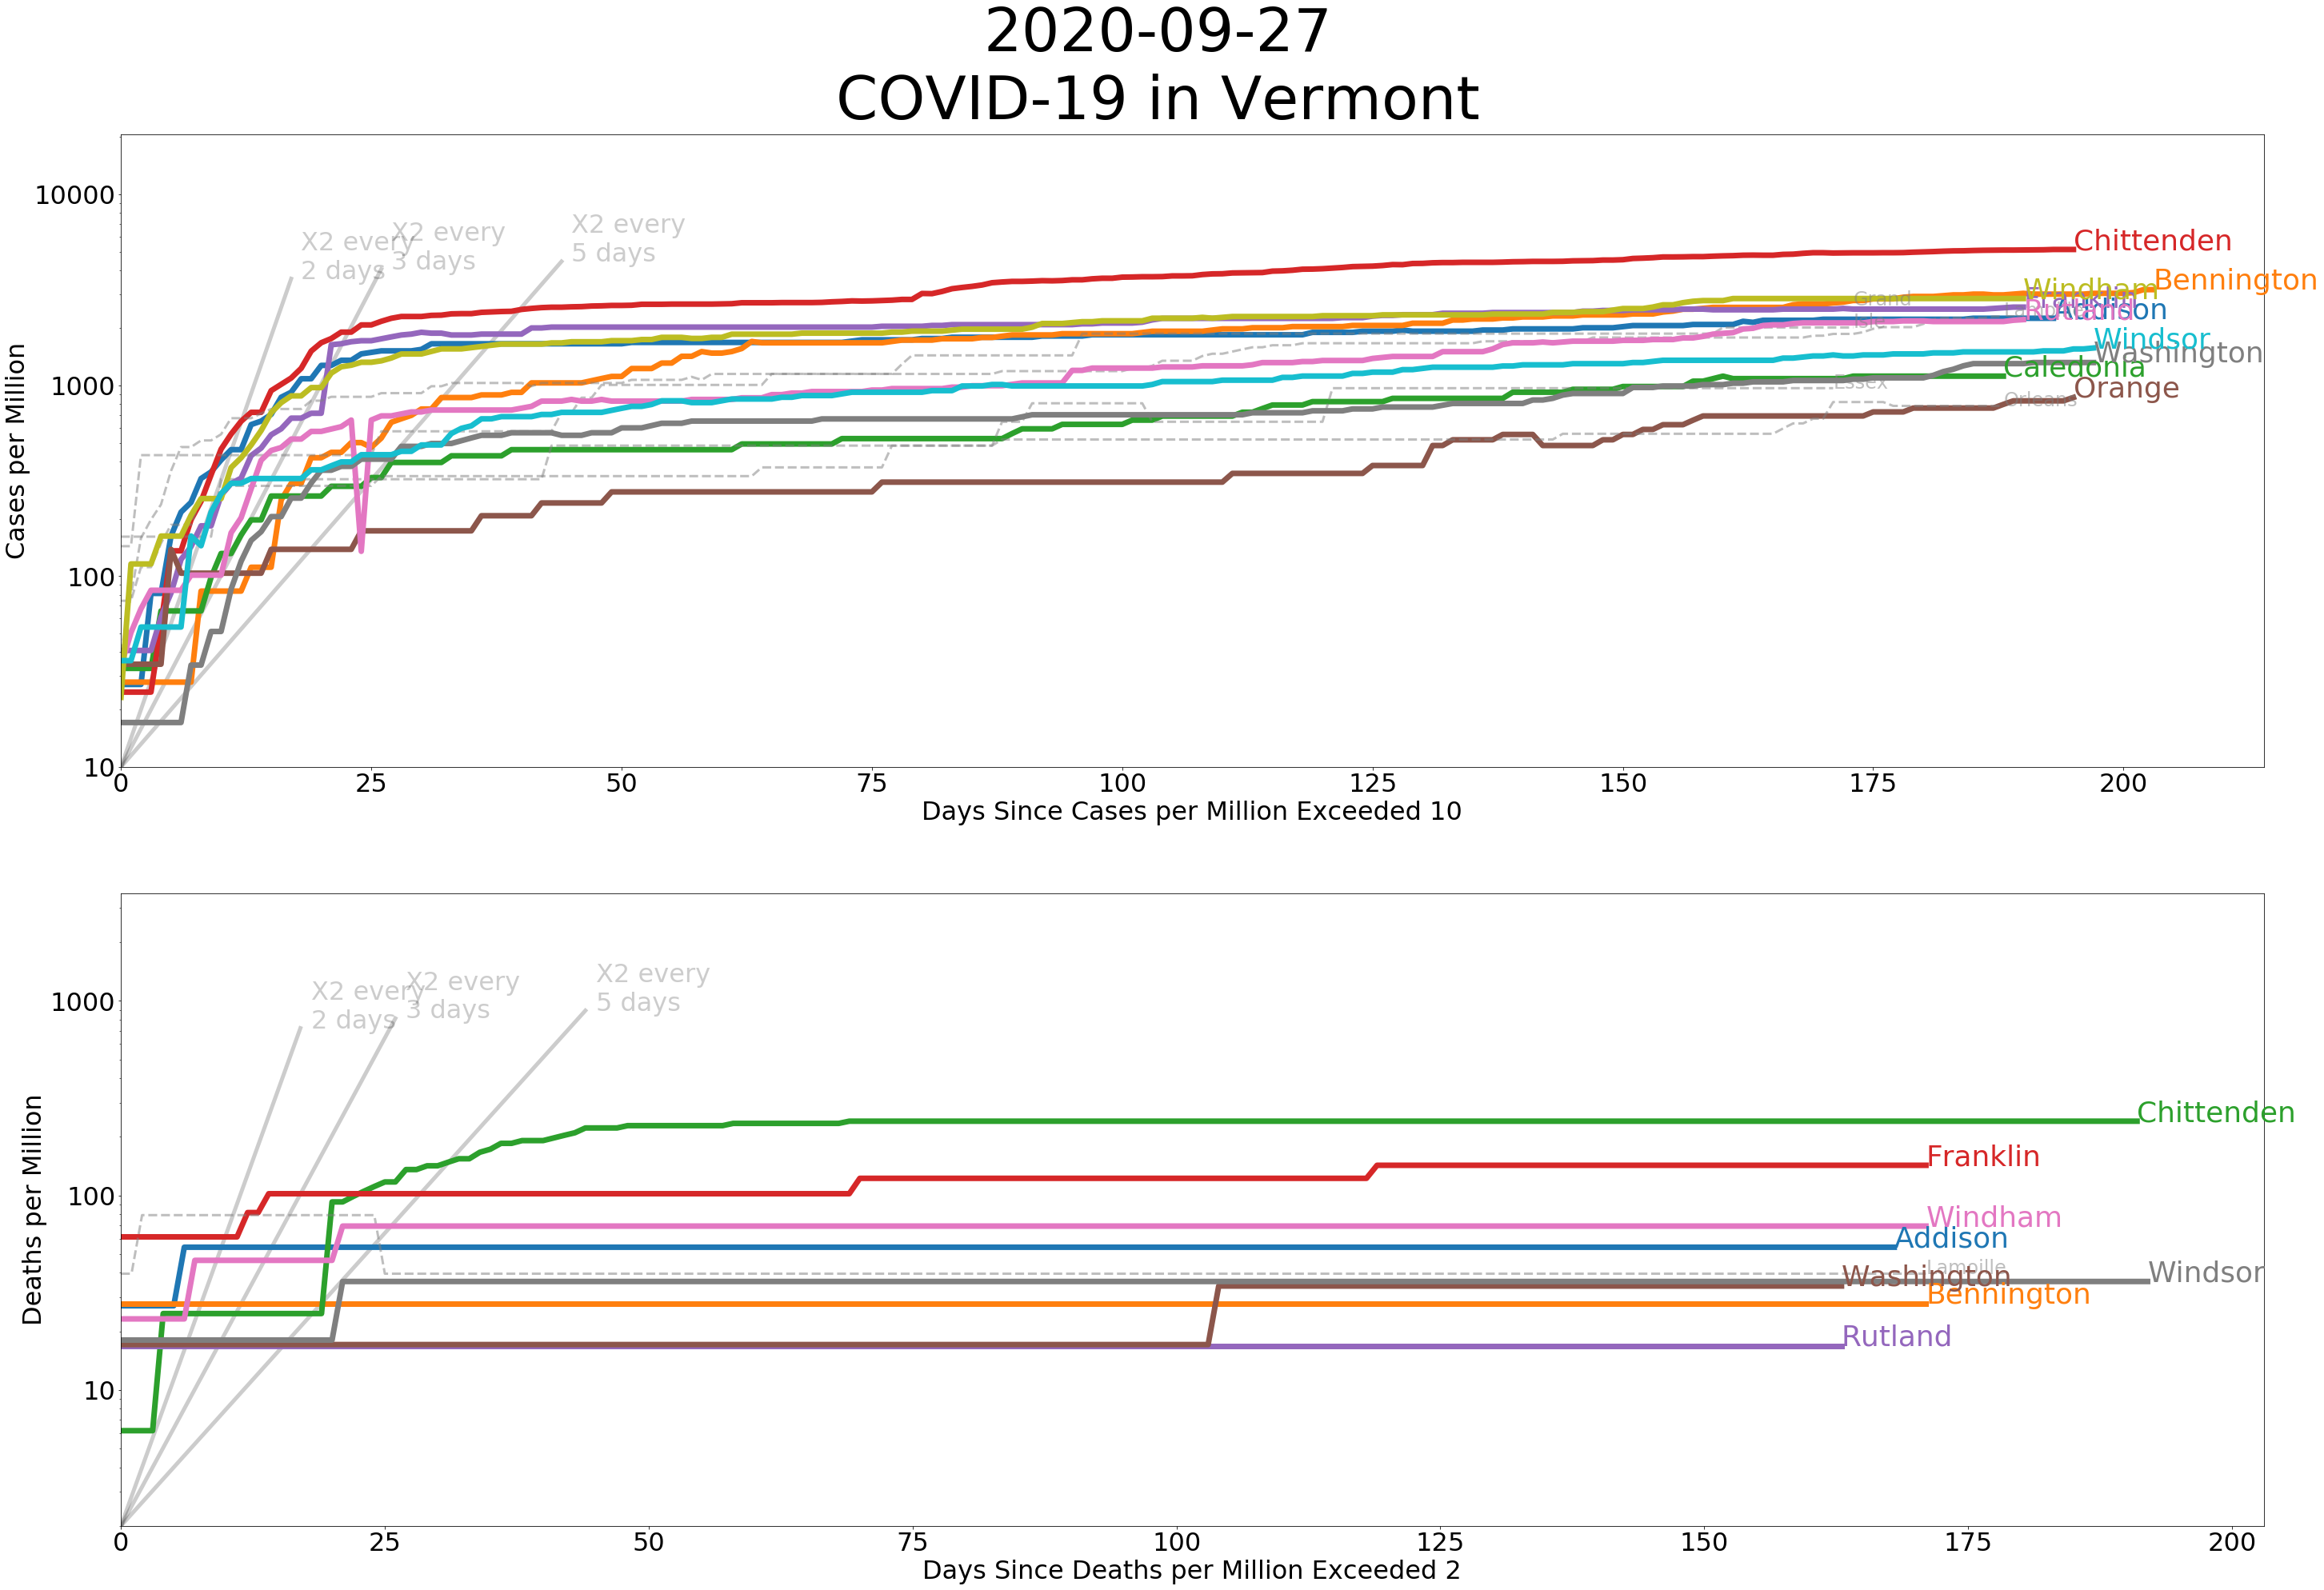 2020-09-27
COVID-19 in Vermont
Cases per Million
10000
1000
100
10
X2 every
2 days
X2 every
3 days
X2 every
5 days
Chittenden
Bennington
Windham
Grand
Isle
Addison
Rutland
Windsor
Washington
Caledonia
Essex
Orange
Orleans
0 25 50 75 100 125 150 175 200
Days Since Cases per Million Exceeded 10
Deaths per Million
1000
100
10
X2 every
2 days
X2 every
3 days
X2 every
5 days
Chittenden
Franklin
Windham
Addison
Lamoille
Windsor
Washington
Bennington
Rutland
0 25 50 75 100 125 150 175 200
Days Since Deaths per Million Exceeded 2